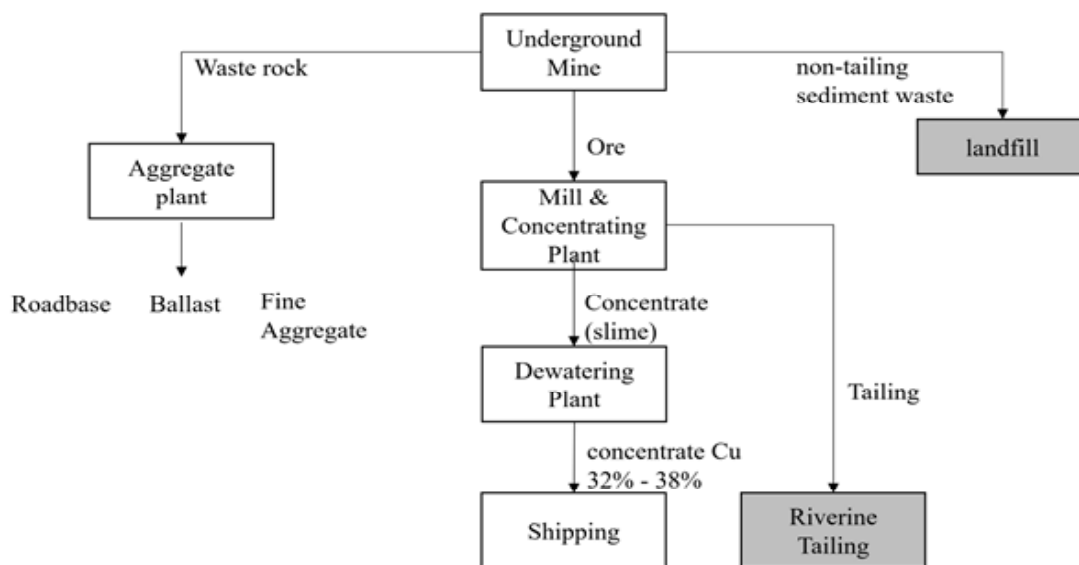 Underground
Mine
Waste rock
non-tailing
sediment waste
landfill
Aggregate
plant
Ore
Mill &
Concentrating
Plant
Roadbase
Ballast
Fine
Aggregate
Concentrate
(slime)
Dewatering
Plant
Tailing
concentrate Cu
32% - 38%
Shipping
Riverine
Tailing